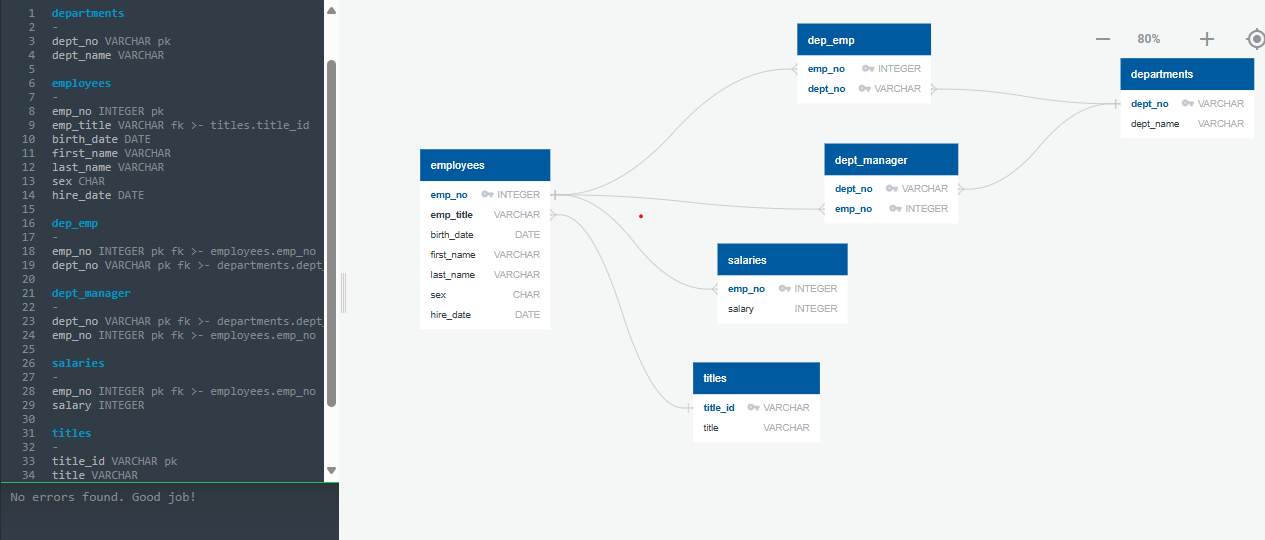 1 departments
2 -
3 dept_no VARCHAR pk
4 dept_name VARCHAR
5
6 employees
7 -
8 emp_no INTEGER pk
9 emp_title VARCHAR fk >- titles.title_id
10 birth_date DATE
11 first_name VARCHAR
12 last_name VARCHAR
13 sex CHAR
14 hire_date DATE
15
16 dep_emp
17 -
18 emp_no INTEGER pk fk >- employees.emp_no
19 dept_no VARCHAR pk fk >- departments.dept_
20
21 dept_manager
22 -
23 dept_no VARCHAR pk fk >- departments.dept_
24 emp_no INTEGER pk fk >- employees.emp_no
25
26 salaries
27 -
28 emp_no INTEGER pk fk >- employees.emp_no
29 salary INTEGER
30
31 titles
32 -
33 title_id VARCHAR pk
34 title VARCHAR
No errors found. Good job!
employees
emp_no INTEGER
emp_title VARCHAR
birth_date DATE
first_name VARCHAR
last_name VARCHAR
sex CHAR
hire_date DATE
dep_emp
emp_no INTEGER
dept_no VARCHAR
dept_manager
dept_no VARCHAR
emp_no INTEGER
salaries
emp_no INTEGER
salary INTEGER
titles
title_id VARCHAR
title VARCHAR
80%
departments
dept_no VARCHAR
dept_name VARCHAR